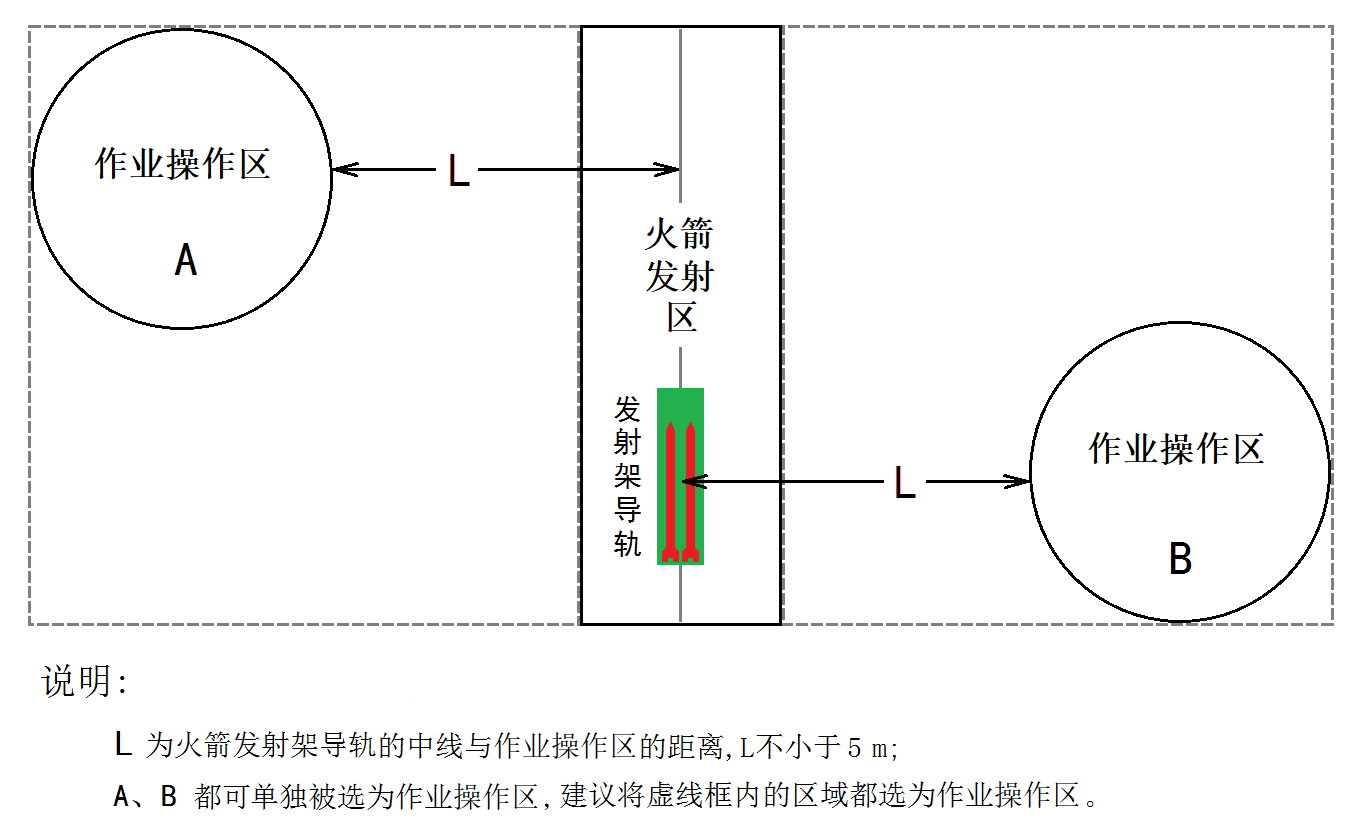 作业操作区
A
L
火箭
发射
区
发射架导轨
L
作业操作区
B
说明:
L 为火箭发射架导轨的中线与作业操作区的距离,L不小于5 m;
A、B 都可单独被选为作业操作区,建议将虚线框内的区域都选为作业操作区。